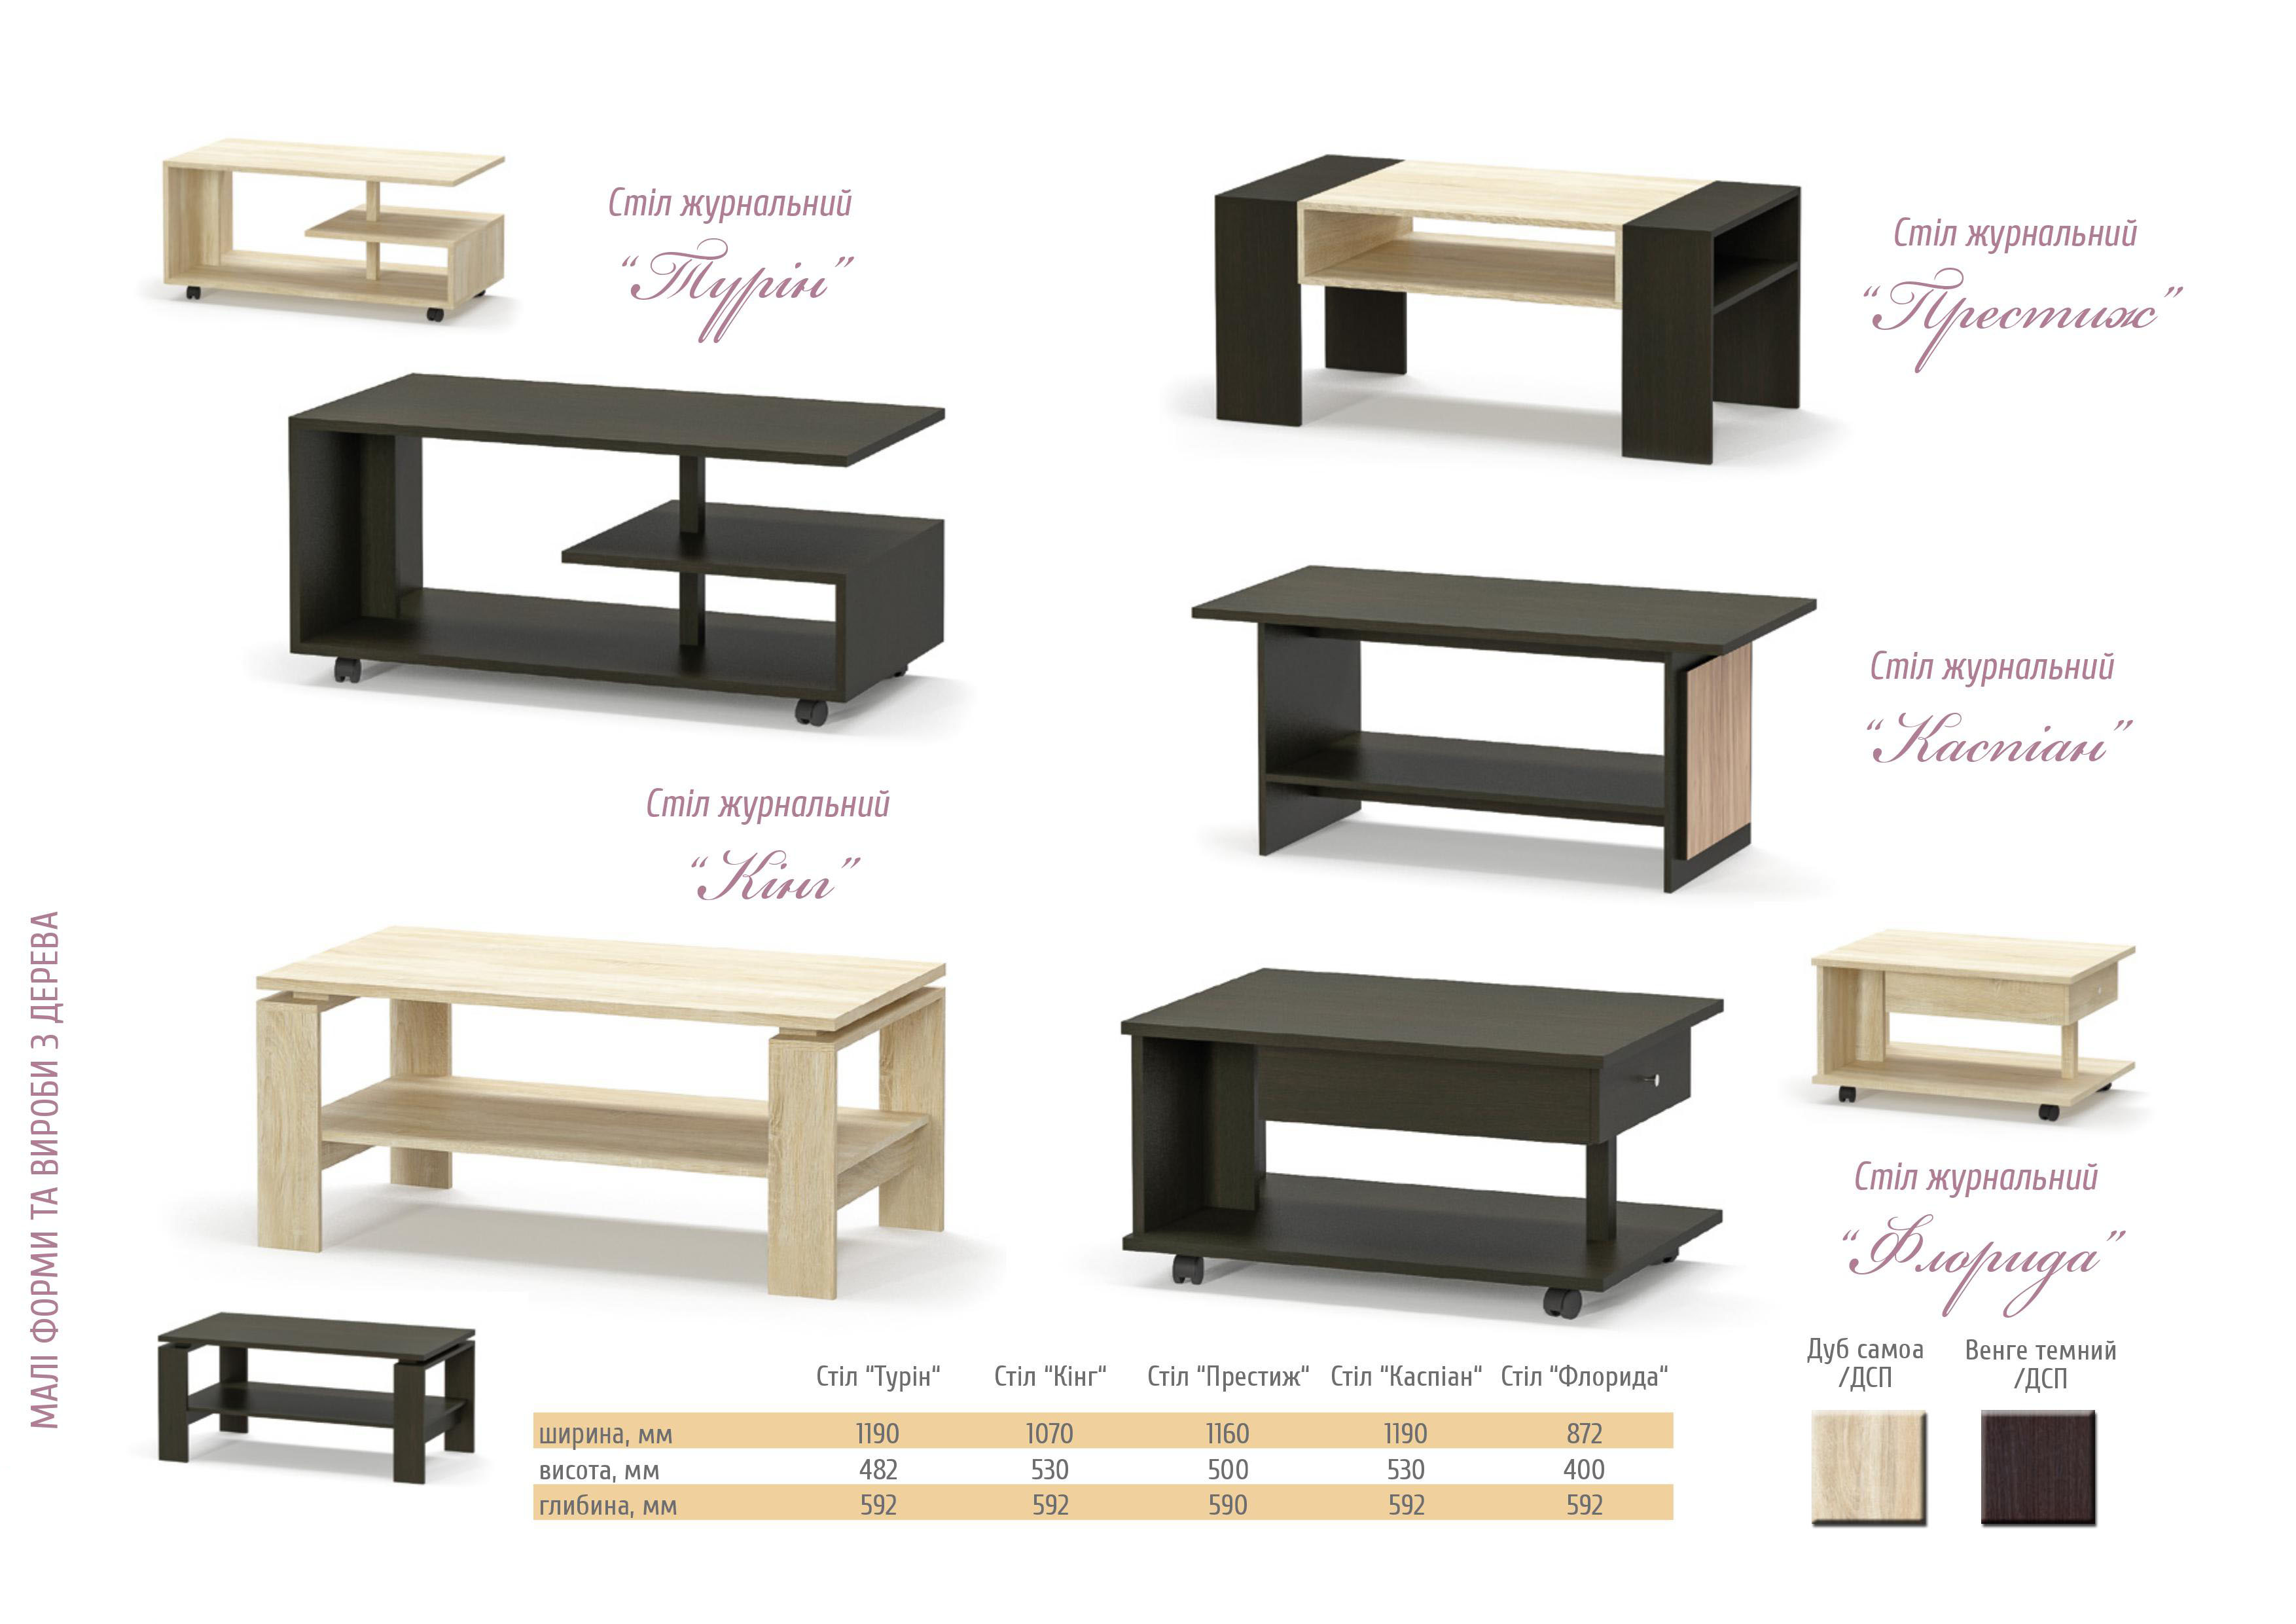 Стіл журнальний
“Турін”
Стіл журнальний
“Престиж”
Стіл журнальний
“Каспіан”
Стіл журнальний
“Кінг”
Стіл журнальний
“Флорида”
МАЛІ ФОРМИ ТА ВИРОБИ З ДЕРЕВА
Дуб самоа
/ДСП
Венге темний
/ДСП
Стіл “Турін“ Стіл “Кінг“ Стіл “Престиж“ Стіл “Каспіан“ Стіл “Флорида“
ширина, мм 1190 1070 1160 1190 872
висота, мм 482 530 500 530 400
глибина, мм 592 592 590 592 592